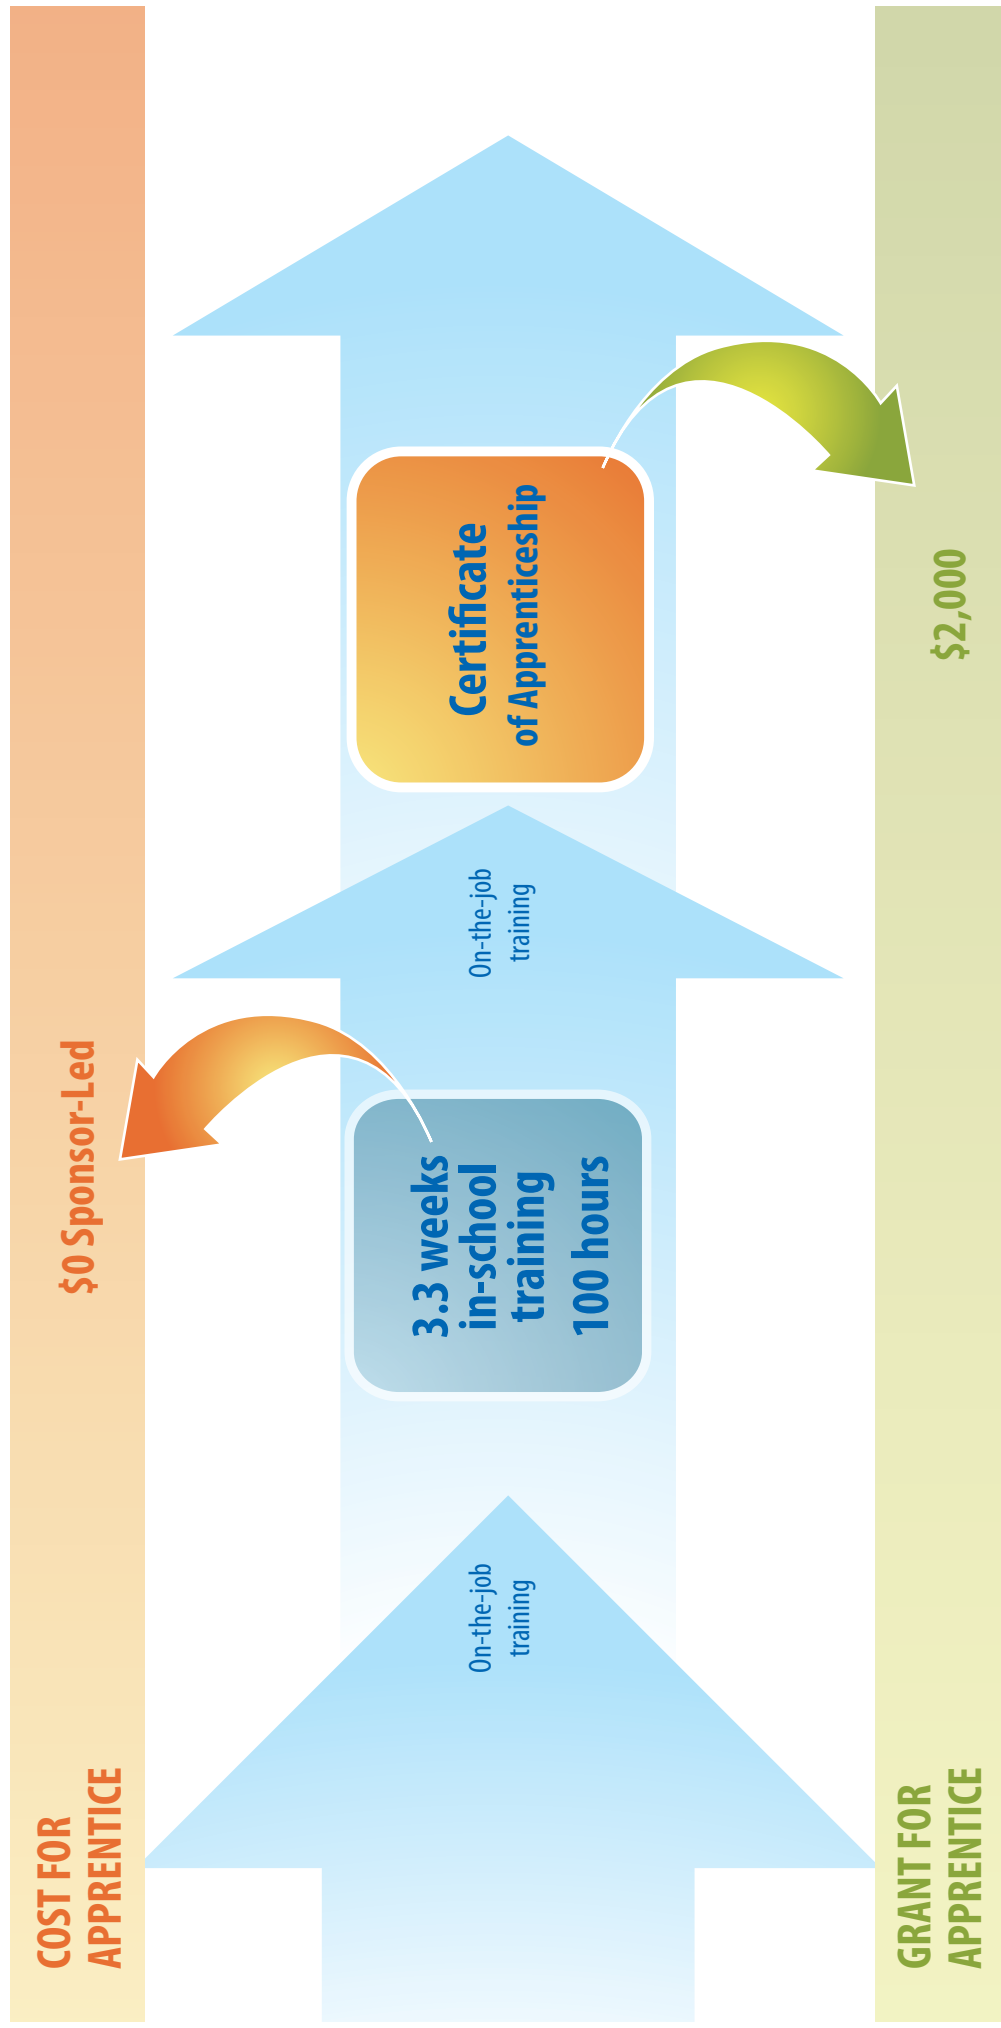 COST FOR
APPRENTICE
$0 Sponsor-Led
On-the-job
training
3.3 weeks
in-school
training
100 hours
On-the-job
training
Certificate
of Apprenticeship
GRANT FOR
APPRENTICE
$2,000